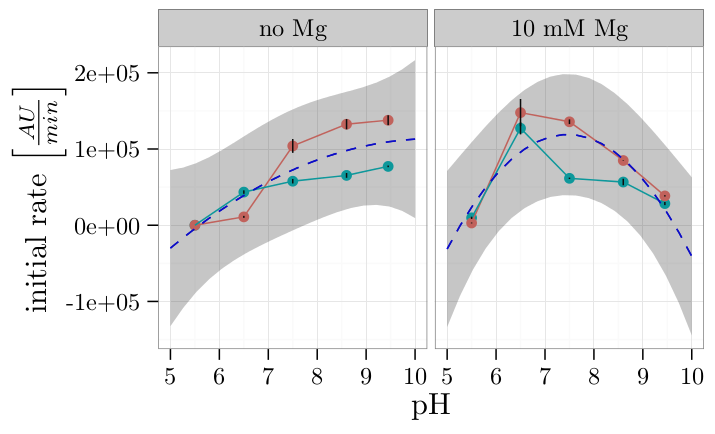 no Mg 10 mM Mg
initial rate [AU/min]
2e+05
1e+05
0e+00
-1e+05
5 6 7 8 9 10 5 6 7 8 9 10
pH